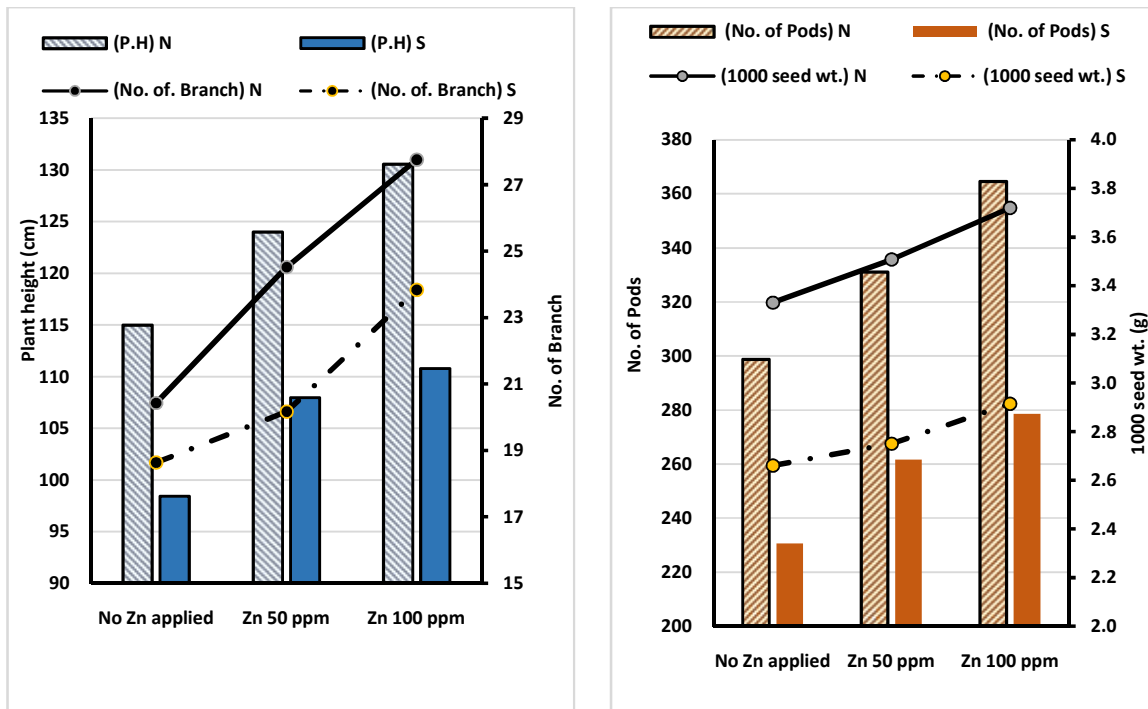 (P.H) N
(P.H) S
(No. of. Branch) N
(No. of. Branch) S
135
130
125
120
115
110
105
100
95
90
Plant height (cm)
29
27
25
23
21
19
17
15
No. of Branch
No Zn applied
Zn 50 ppm
Zn 100 ppm
(No. of Pods) N
(No. of Pods) S
(1000 seed wt.) N
(1000 seed wt.) S
380
360
340
320
300
280
260
240
220
200
No. of Pods
4.0
3.8
3.6
3.4
3.2
3.0
2.8
2.6
2.4
2.2
2.0
1000 seed wt. (g)
No Zn applied
Zn 50 ppm
Zn 100 ppm